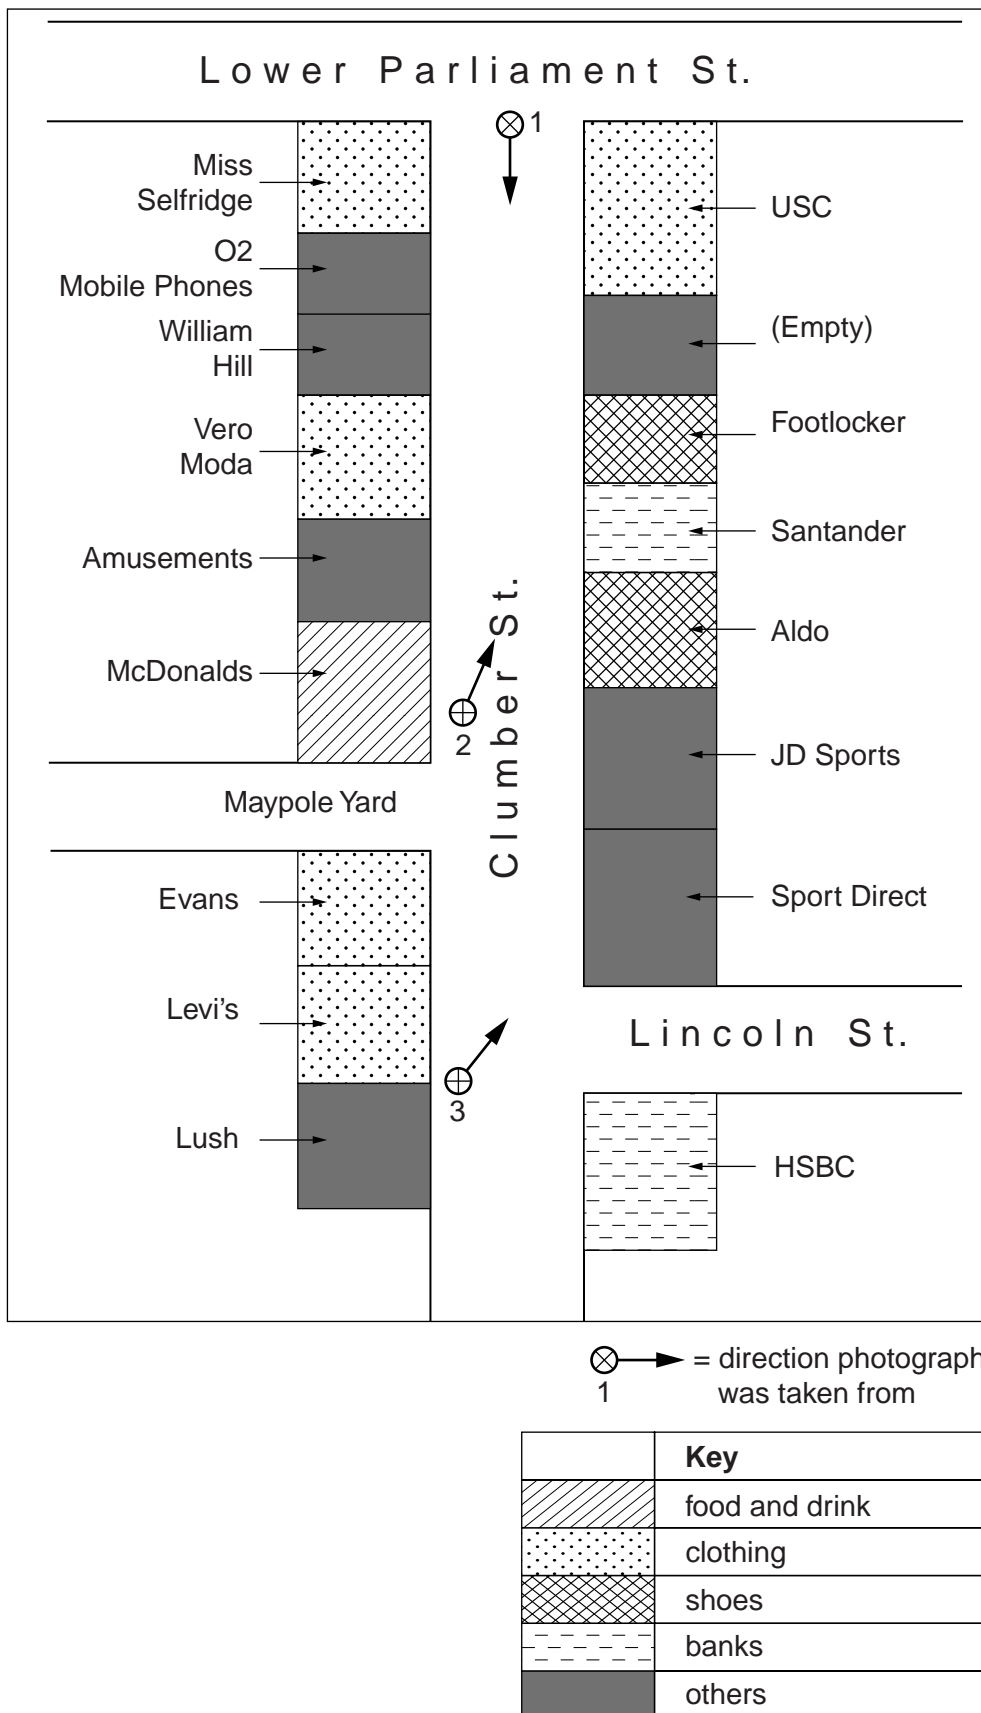 Lower Parliament St.
1
Miss
Selfridge
USC
O2
Mobile Phones
(Empty)
William
Hill
Footlocker
Vero
Moda
Santander
Amusements
Clumber St.
Aldo
McDonalds
2
JD Sports
Maypole Yard
Evans
Sport Direct
Levi's
Lincoln St.
3
Lush
HSBC
= direction photograph
1
was taken from
Key
food and drink
clothing
shoes
banks
others